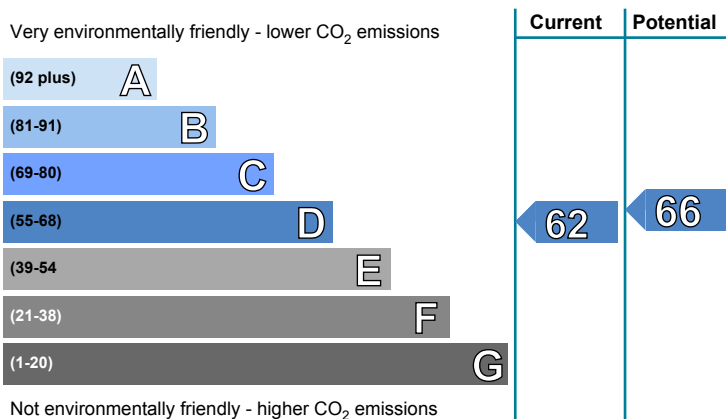 Current Potential
Very environmentally friendly - lower CO2 emissions
(92 plus) A
(81-91) B
(69-80) C
(55-68) D
62 66
(39-54 E
(21-38) F
(1-20) G
Not environmentally friendly - higher CO2 emissions